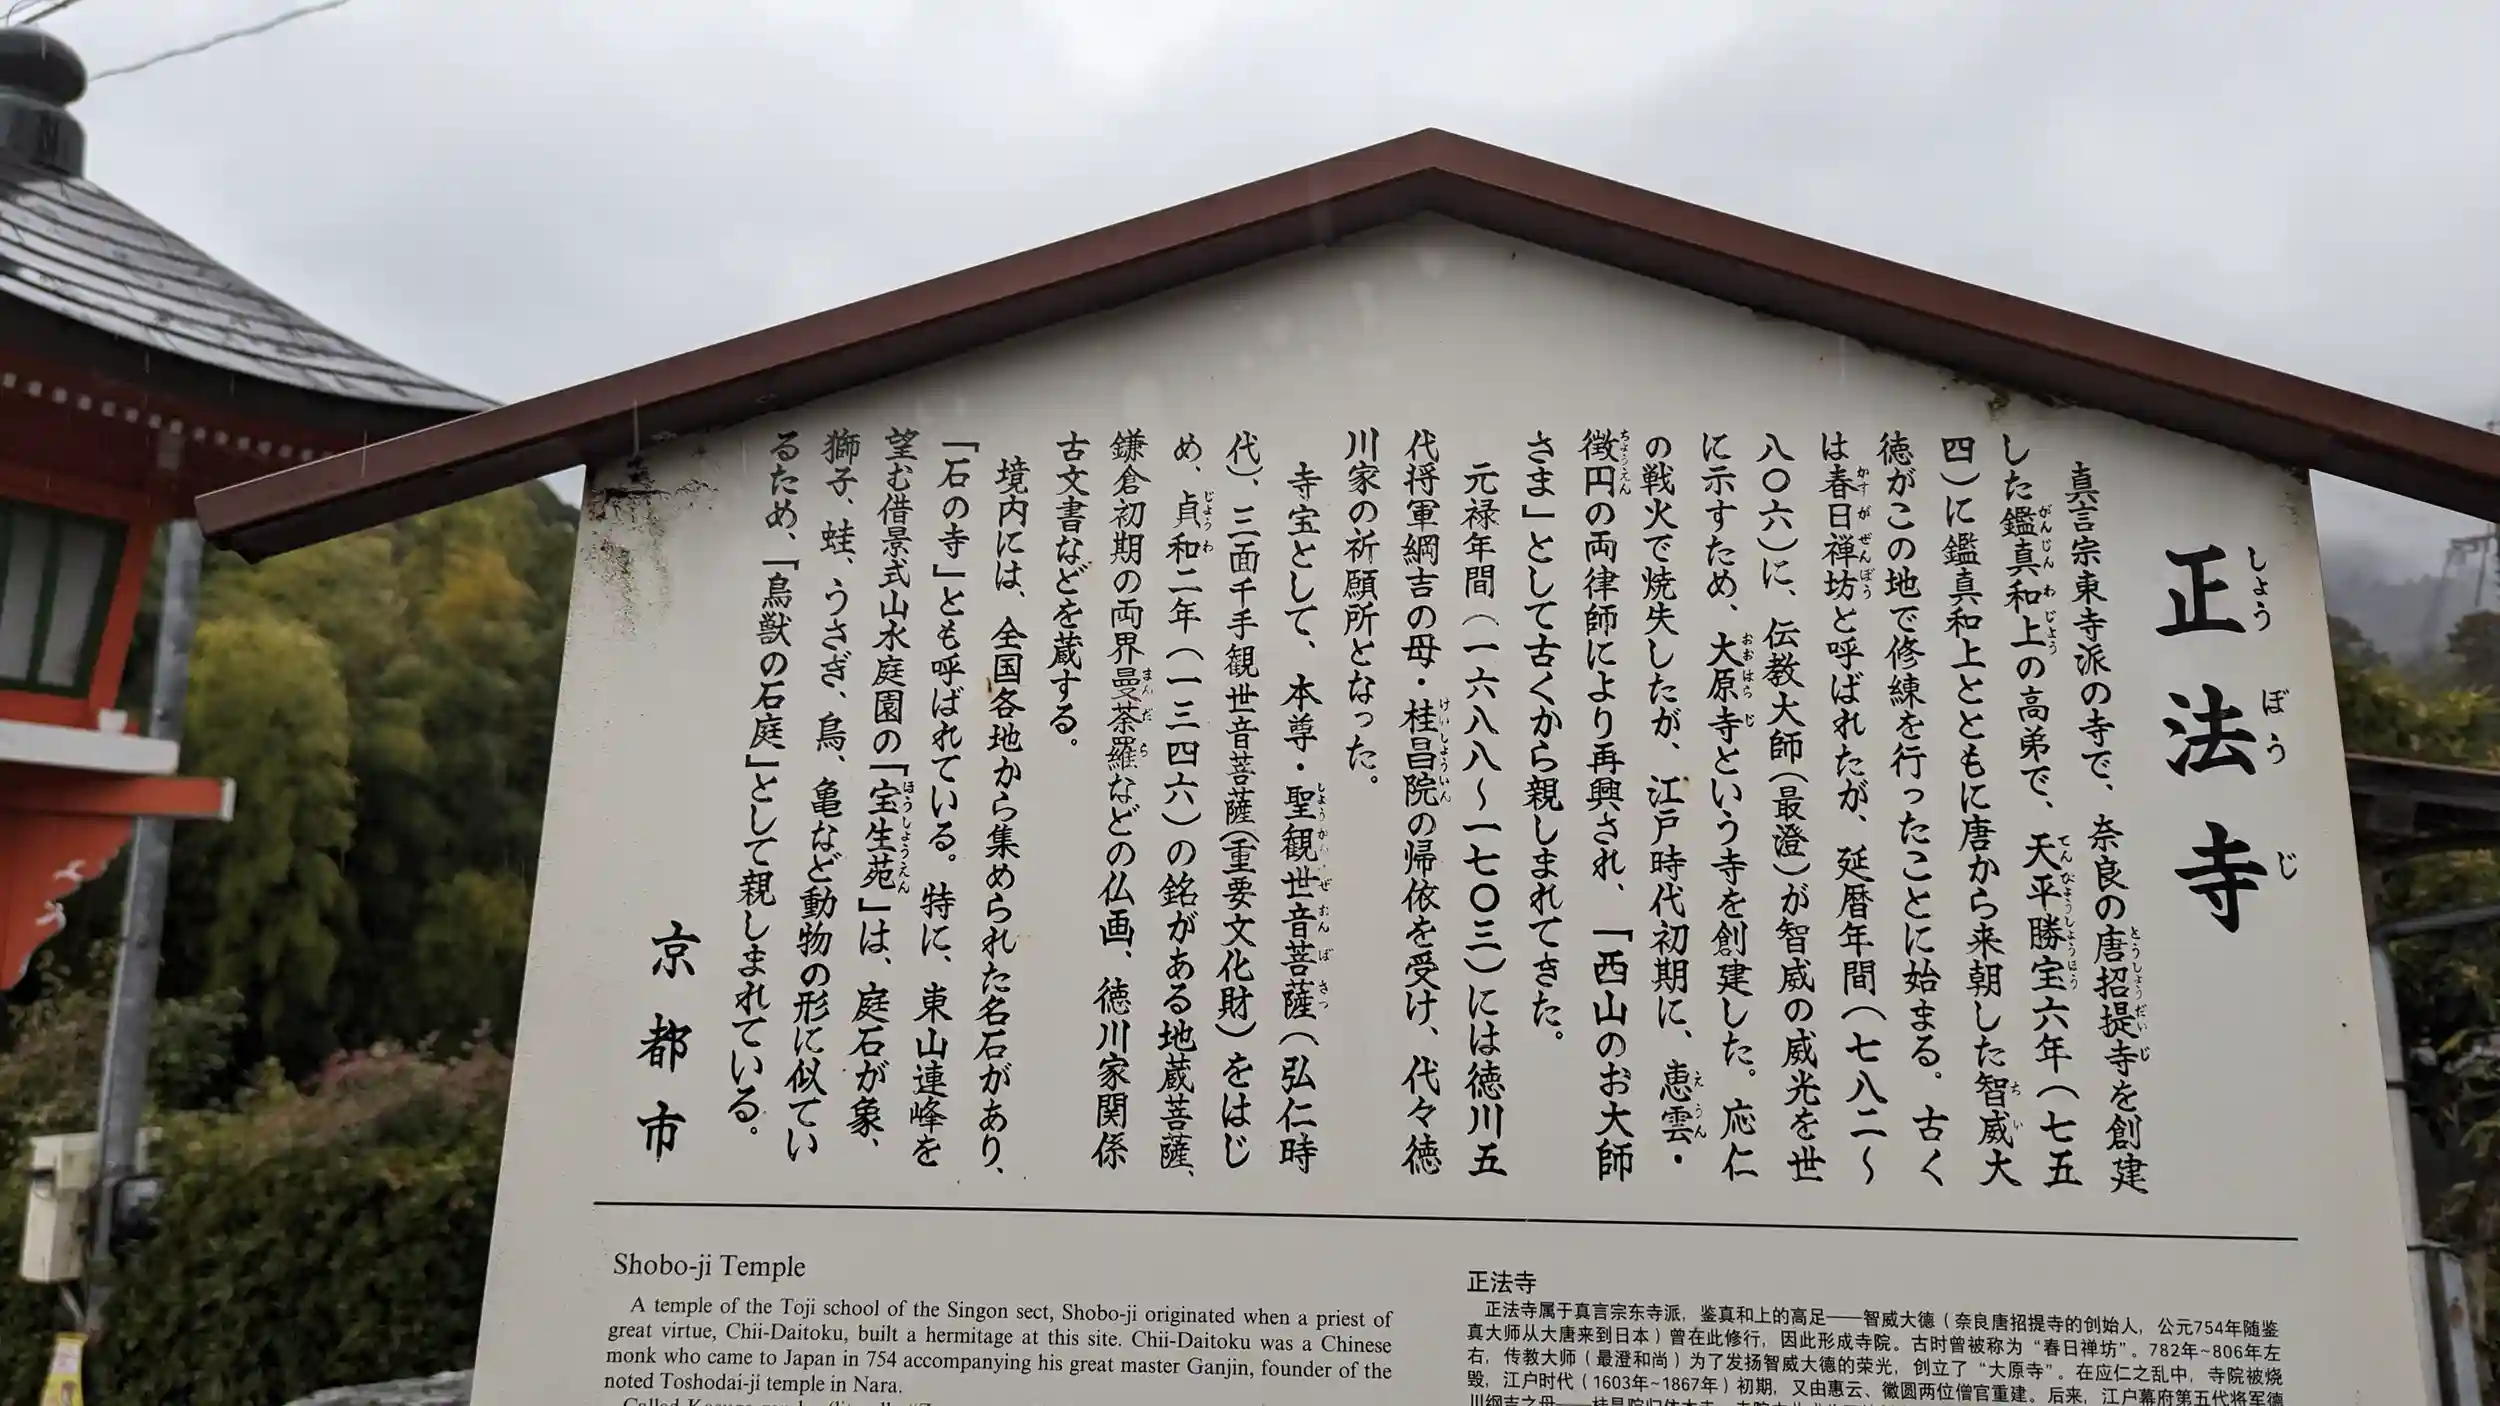 正法寺
真言宗東寺派の寺で、奈良の唐招提寺を創建
した鑑真和上の高弟で、天平勝宝六年(七五
四)に鑑真和上とともに唐から来朝した智威大
徳がこの地で修練を行ったことに始まる。古く
は春日禅坊と呼ばれたが、延暦年間(七八二〜
八〇六)に、伝教大師(最澄)が智威の威光を世
に示すため、大原寺という寺を創建した。応仁
の戦火で焼失したが、江戸時代初期に、恵雲・
徴円の両律師により再興され、「西山のお大師
さま」として古くから親しまれてきた。
元禄年間(一六八八〜一七〇三)には徳川五
代将軍綱吉の母・桂昌院の帰依を受け、代々徳
川家の祈願所となった。
寺宝として、本尊・聖観世音菩薩(弘仁時
代)、三面千手観世音菩薩(重要文化財)をはじ
め、貞和二年(一三四六)の銘がある地蔵菩薩、
鎌倉初期の両界曼荼羅などの仏画、徳川家関係
古文書などを蔵する。
境内には、全国各地から集められた名石があり、
「石の寺」とも呼ばれている。特に、東山連峰を
望む借景式山水庭園の「宝生苑」は、庭石が象、
獅子、蛙、うさぎ、鳥、亀など動物の形に似てい
るため、「鳥獣の石庭」として親しまれている。
京都市
Shobo-ji Temple
A temple of the Toji school of the Singon sect, Shobo-ji originated when a priest of
great virtue, Chii-Daitoku, built a hermitage at this site. Chii-Daitoku was a Chinese
monk who came to Japan in 754 accompanying his great master Ganjin, founder of the
noted Toshodai-ji temple in Nara.
正法寺
正法寺属于真言宗东寺派，鉴真和上的高足——智威大德（奈良唐招提寺的创始人，公元754年随鉴
真大师从大唐来到日本）曾在此修行，因此形成寺院。古时曾被称为“春日禅坊”。782年~806年左
右，传教大师（最澄和尚）为了发扬智威大德的荣光，创立了“大原寺”。在应仁之乱中，寺院被烧
毁，江户时代（1603年~1867年）初期，又由惠云、徽圆两位僧官重建。后来，江户幕府第五代将军德